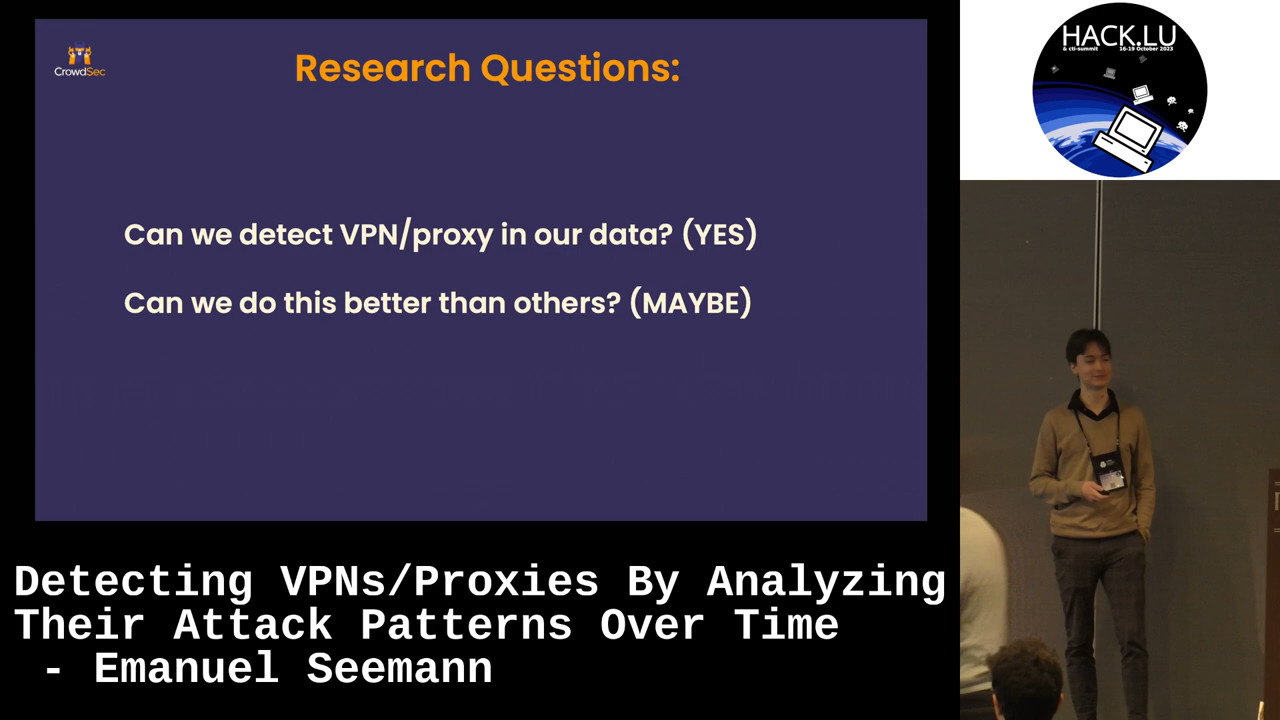 CrowdSec
Research Questions:
Can we detect VPN/proxy in our data? (YES)
Can we do this better than others? (MAYBE)
HACK.LU
& cti-summit 16-19 October 2023
Detecting VPNs/Proxies By Analyzing
Their Attack Patterns Over Time
- Emanuel Seemann